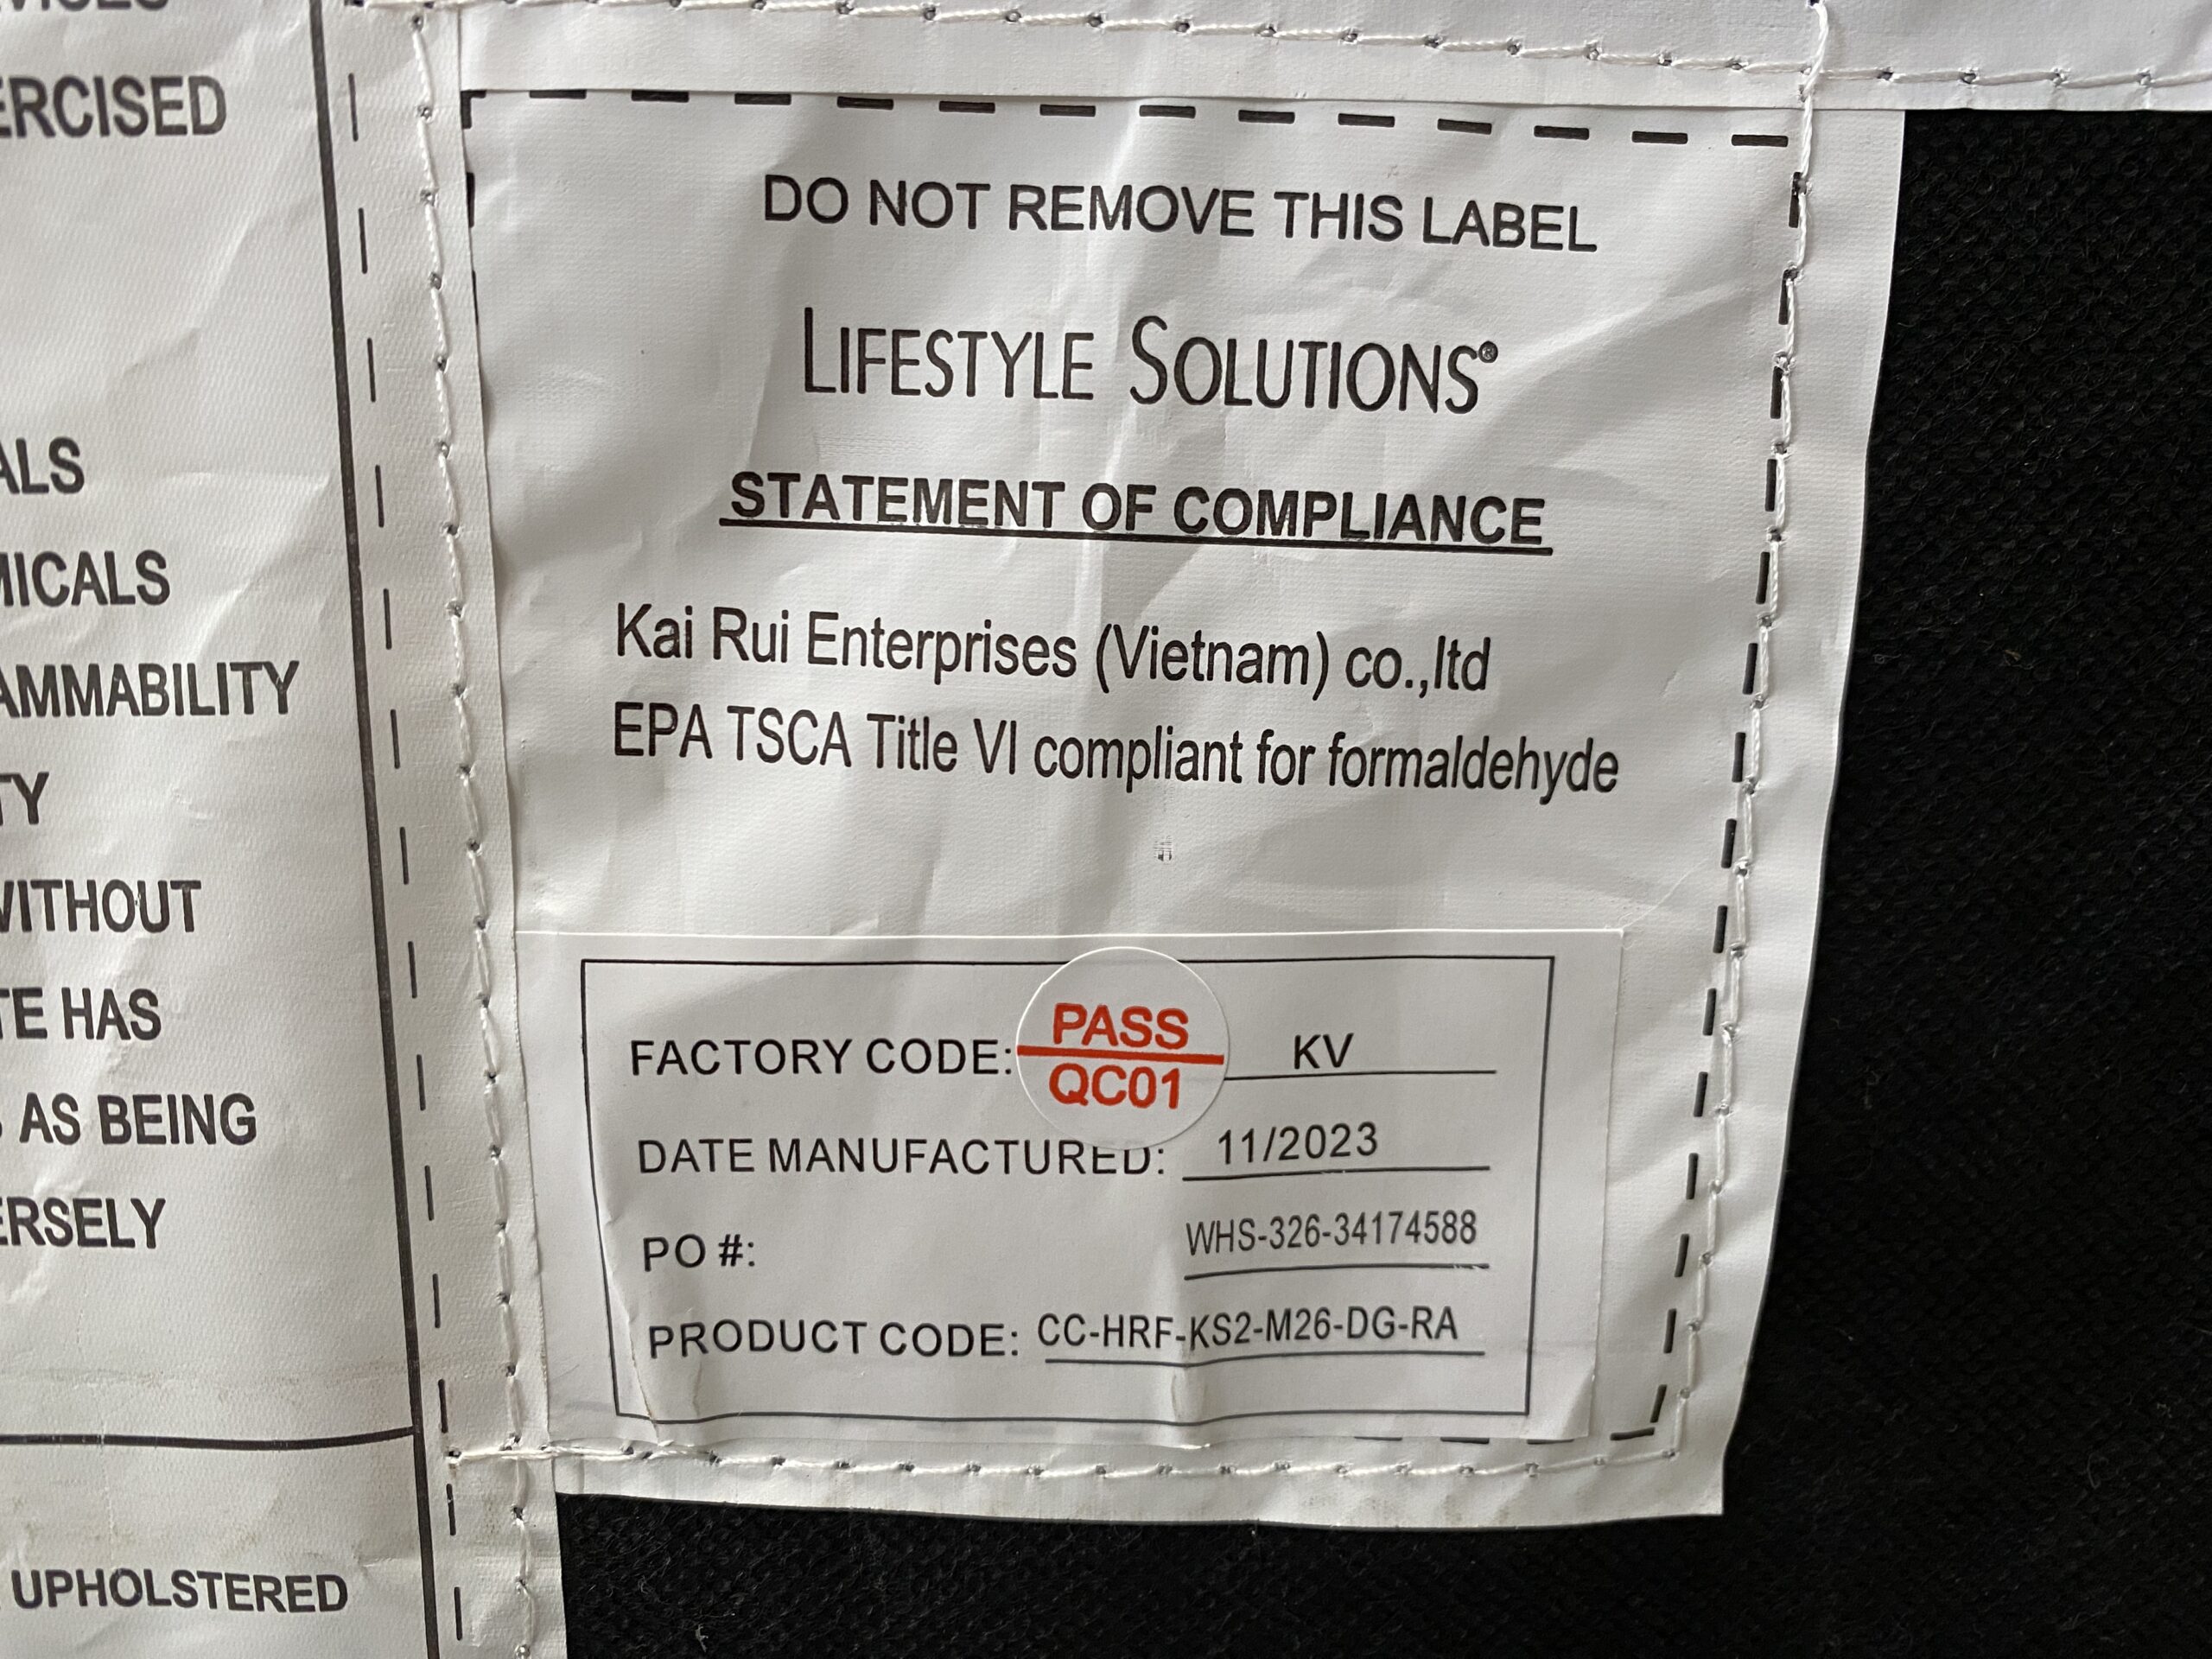 ERCISED
ALS
MICALS
AMMABILITY
TY
WITHOUT
TE HAS
AS BEING
ERSELY
UPHOLSTERED
DO NOT REMOVE THIS LABEL
LIFESTYLE SOLUTIONS®
STATEMENT OF COMPLIANCE
Kai Rui Enterprises (Vietnam) co.,ltd
EPA TSCA Title VI compliant for formaldehyde
PASS
QC01
FACTORY CODE: KV
DATE MANUFACTURED: 11/2023
PO #: WHS-326-34174588
PRODUCT CODE: CC-HRF-KS2-M26-DG-RA